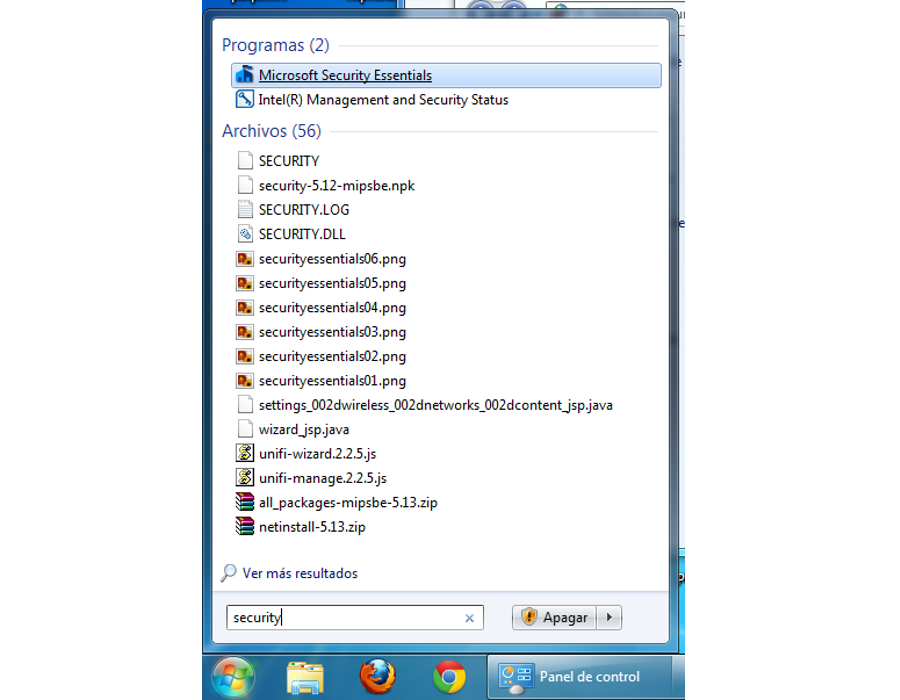 Programas (2)
Microsoft Security Essentials
Intel(R) Management and Security Status
Archivos (56)
SECURITY
security-5.12-mipsbe.npk
SECURITY.LOG
SECURITY.DLL
securityessentials06.png
securityessentials05.png
securityessentials04.png
securityessentials03.png
securityessentials02.png
securityessentials01.png
settings_002dwireless_002dnetworks_002dcontent_jsp.java
wizard_jsp.java
unifi-wizard.2.2.5.js
unifi-manage.2.2.5.js
all_packages-mipsbe-5.13.zip
netinstall-5.13.zip
Ver más resultados
security
Apagar
Panel de control